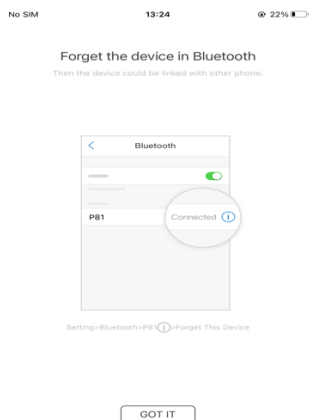 No SIM 13:24 22%
Forget the device in Bluetooth
Then the device could be linked with other phone.
Bluetooth
P81 Connected i
Setting>Bluetooth>P81 i >Forget This Device
GOT IT